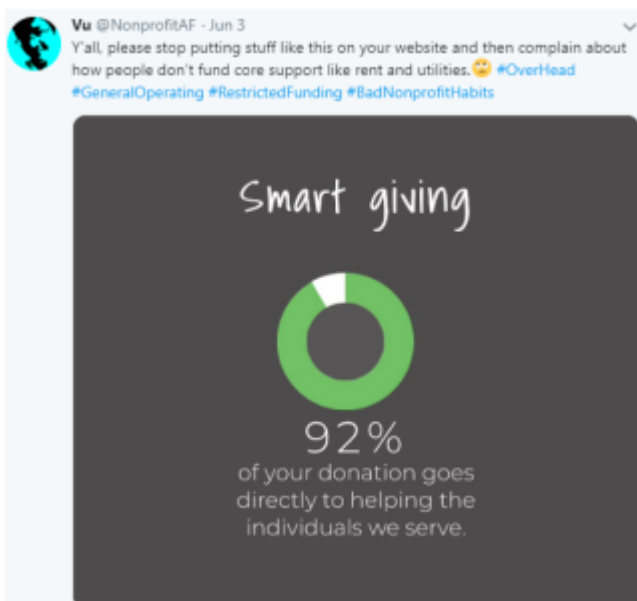 Vu @NonprofitAF - Jun 3
Y'all, please stop putting stuff like this on your website and then complain about
how people don't fund core support like rent and utilities.🙄 #OverHead
#GeneralOperating #RestrictedFunding #BadNonprofitHabits
Smart giving
92%
of your donation goes
directly to helping the
individuals we serve.